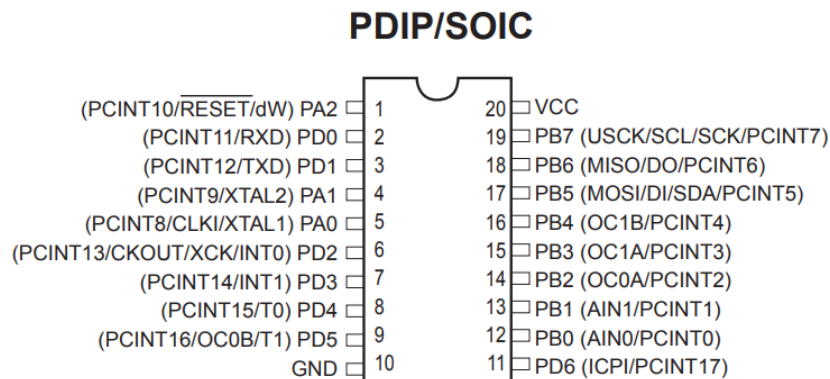 PDIP/SOIC
(PCINT10/RESET/dW) PA2 1 20 VCC
(PCINT11/RXD) PD0 2 19 PB7 (USCK/SCL/SCK/PCINT7)
(PCINT12/TXD) PD1 3 18 PB6 (MISO/DO/PCINT6)
(PCINT9/XTAL2) PA1 4 17 PB5 (MOSI/DI/SDA/PCINT5)
(PCINT8/CLKI/XTAL1) PA0 5 16 PB4 (OC1B/PCINT4)
(PCINT13/CKOUT/XCK/INT0) PD2 6 15 PB3 (OC1A/PCINT3)
(PCINT14/INT1) PD3 7 14 PB2 (OC0A/PCINT2)
(PCINT15/T0) PD4 8 13 PB1 (AIN1/PCINT1)
(PCINT16/OC0B/T1) PD5 9 12 PB0 (AIN0/PCINT0)
GND 10 11 PD6 (ICPI/PCINT17)